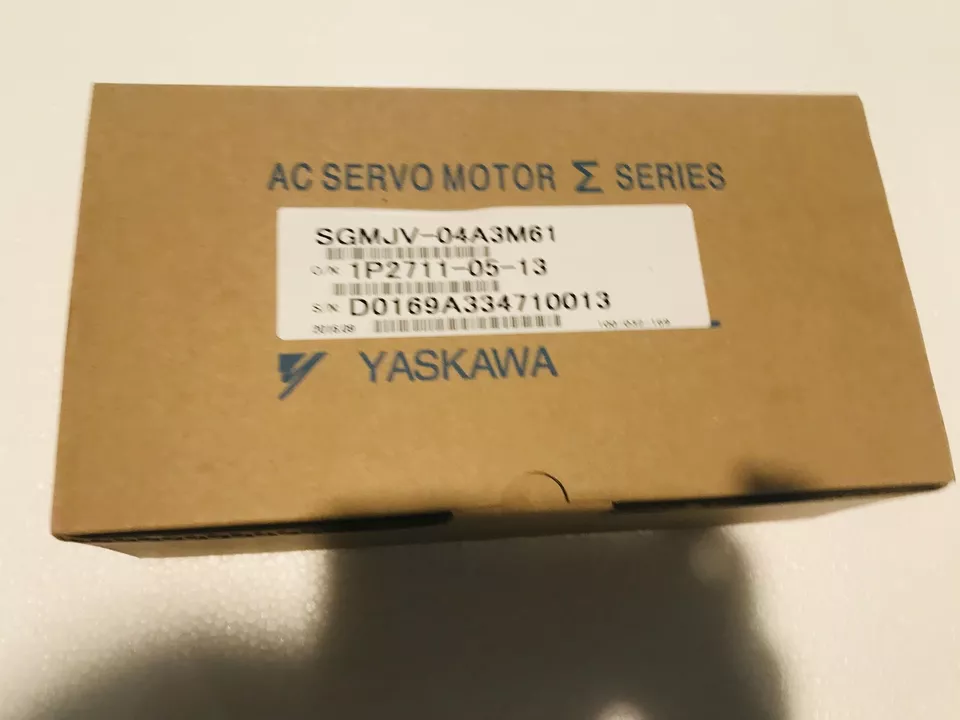 AC SERVO MOTOR Σ SERIES
SGMJV-04A3M61
O/N 1P2711-05-13
S/N D0169A334710013
YASKAWA